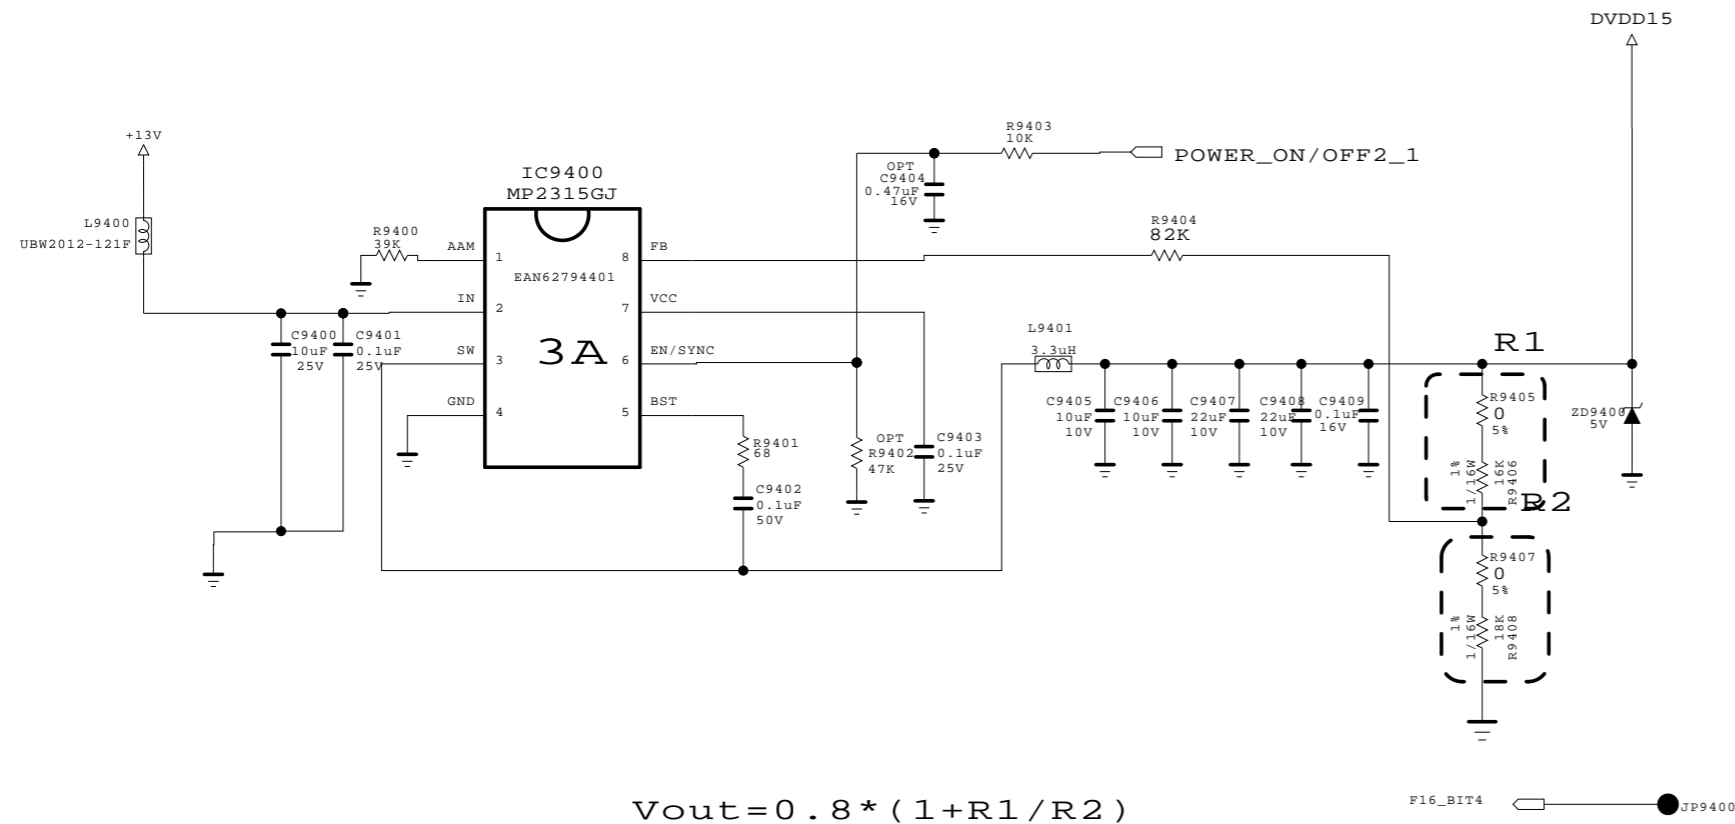 DVDD15
+13V
L9400
UBW2012-121F
R9400
39K
IC9400
MP2315GJ
AAM
1
IN
2
SW
3
GND
4
EAN62794401
3A
FB
8
VCC
7
EN/SYNC
6
BST
5
C9400
10uF
25V
C9401
0.1uF
25V
R9401
68
C9402
0.1uF
50V
OPT
C9404
0.47uF
16V
R9403
10K
POWER_ON/OFF2_1
R9404
82K
OPT
R9402
47K
C9403
0.1uF
25V
L9401
3.3uH
C9405
10uF
10V
C9406
10uF
10V
C9407
22uF
10V
C9408
22uF
10V
C9409
0.1uF
16V
R1
R9405
0
5%
1%
1/16W
16K
R9406
R2
R9407
0
5%
1%
1/16W
18K
R9408
ZD9400
5V
Vout=0.8*(1+R1/R2)
F16_BIT4
JP9400